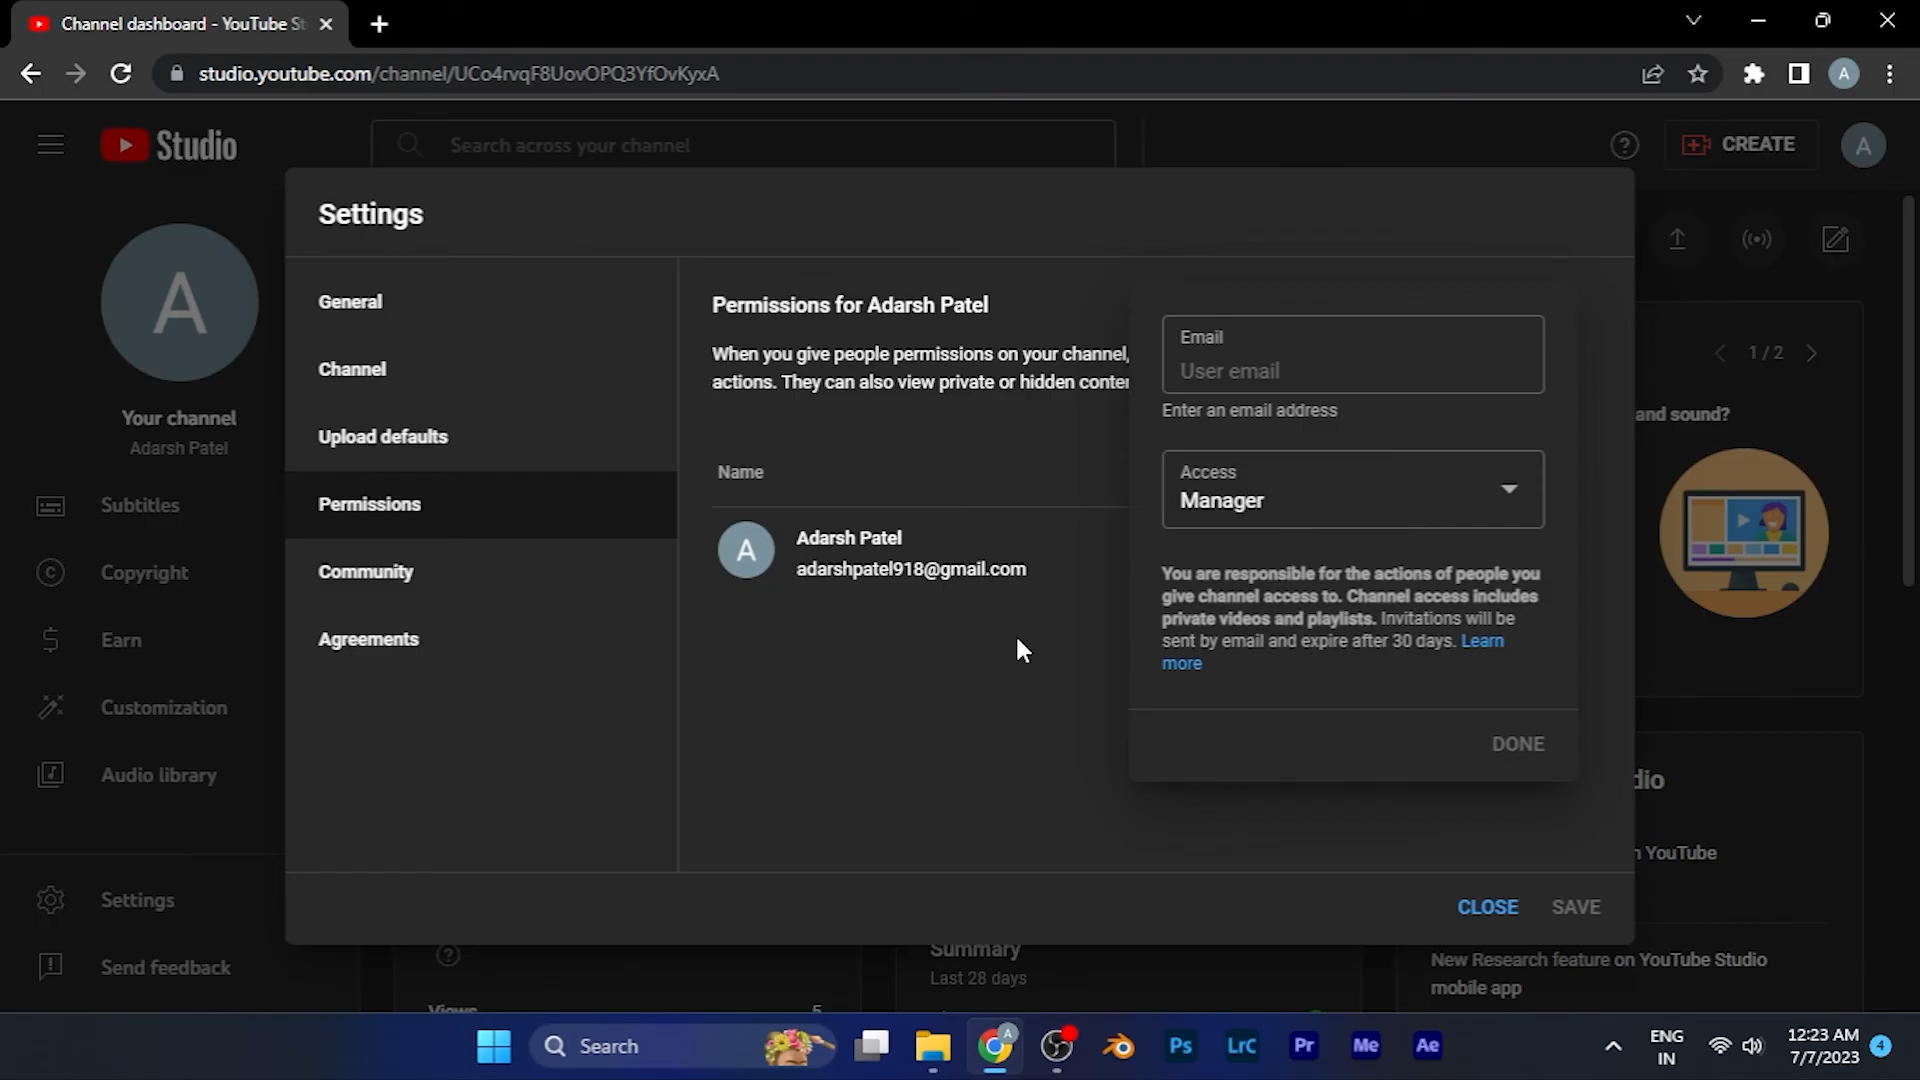 Channel dashboard - YouTube St
studio.youtube.com/channel/UCo4rvqF8UovOPQ3YfOvKyxA
A
Studio
Search across your channel
?
CREATE
A
Settings
A
Your channel
Adarsh Patel
Subtitles
Copyright
Earn
Customization
Audio library
Settings
Send feedback
General
Channel
Upload defaults
Permissions
Community
Agreements
Permissions for Adarsh Patel
When you give people permissions on your channel,
actions. They can also view private or hidden conter
Name
A
Adarsh Patel
adarshpatel918@gmail.com
Email
User email
Enter an email address
Access
Manager
You are responsible for the actions of people you
give channel access to. Channel access includes
private videos and playlists. Invitations will be
sent by email and expire after 30 days. Learn
more
DONE
CLOSE
SAVE
1 / 2
and sound?
dio
n YouTube
New Research feature on YouTube Studio
mobile app
?
Views
5
Summary
Last 28 days
Search
A
Ps
LrC
Pr
Me
Ae
ENG
IN
12:23 AM
7/7/2023
4